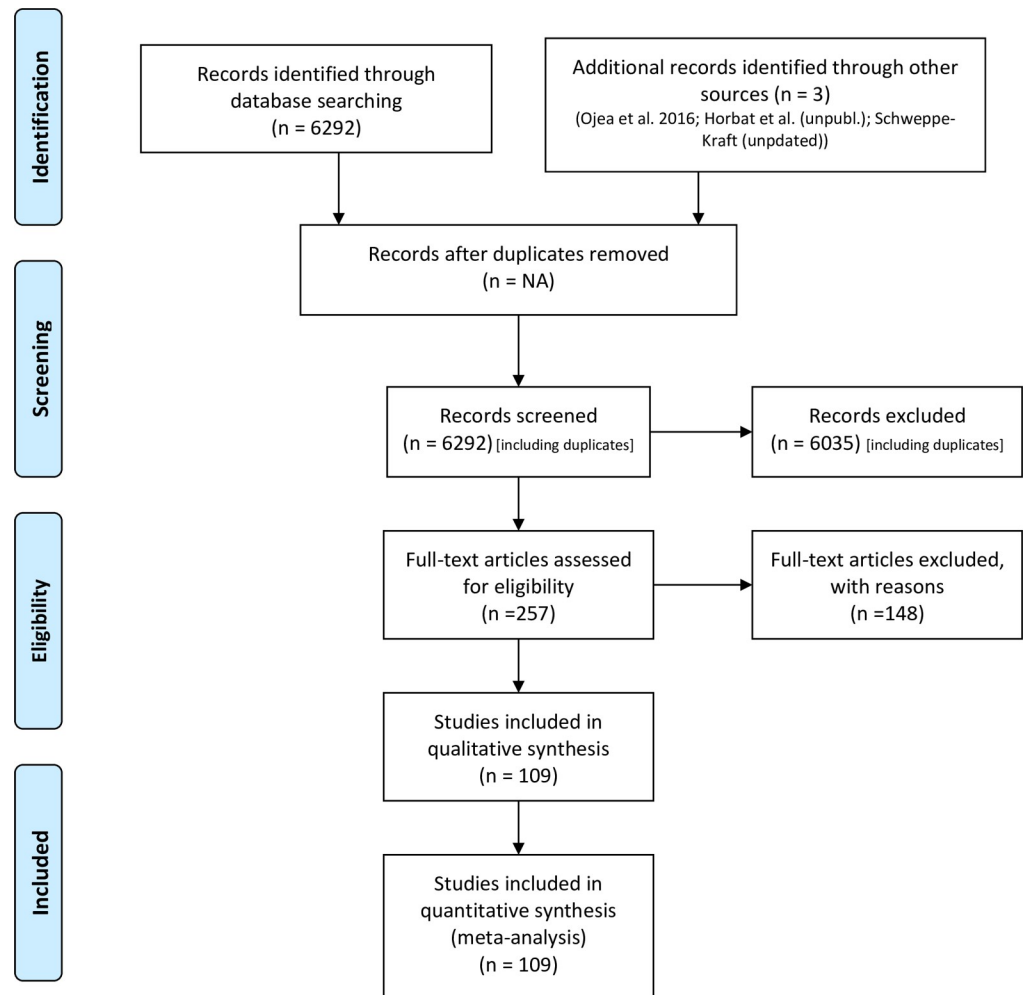 Identification
Records identified through
database searching
(n = 6292)
Additional records identified through other
sources (n = 3)
(Ojea et al. 2016; Horbat et al. (unpubl.); Schweppe-
Kraft (unpdated))
Records after duplicates removed
(n = NA)
Screening
Records screened
(n = 6292) [including duplicates]
Records excluded
(n = 6035) [including duplicates]
Eligibility
Full-text articles assessed
for eligibility
(n =257)
Full-text articles excluded,
with reasons
(n =148)
Studies included in
qualitative synthesis
(n = 109)
Included
Studies included in
quantitative synthesis
(meta-analysis)
(n = 109)